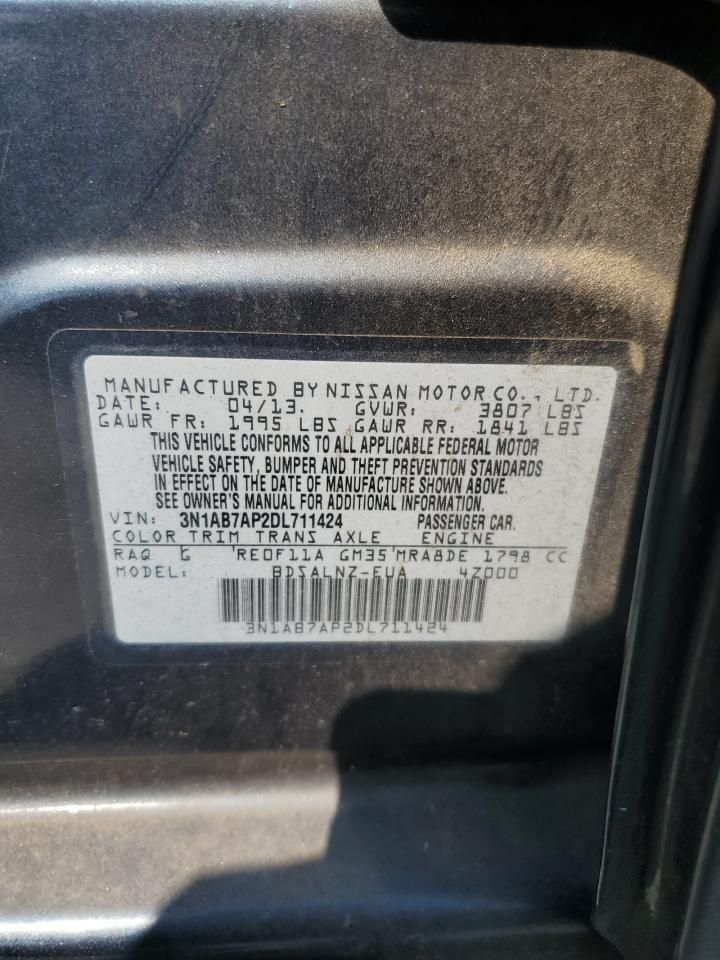 MANUFACTURED BY NISSAN MOTOR CO., LTD.
DATE: 04/13. GVWR: 3807 LBS
GAWR FR: 1995 LBS GAWR RR: 1841 LBS
THIS VEHICLE CONFORMS TO ALL APPLICABLE FEDERAL MOTOR
VEHICLE SAFETY, BUMPER AND THEFT PREVENTION STANDARDS
IN EFFECT ON THE DATE OF MANUFACTURE SHOWN ABOVE.
SEE OWNER'S MANUAL FOR ADDITIONAL INFORMATION.
VIN: 3N1AB7AP2DL711424 PASSENGER CAR.
COLOR TRIM TRANS AXLE ENGINE
RAQ G 'RE0F11A GM35'MRA8DE 1798 CC
MODEL: BDSALNZ-EUA 4Z000
3N1AB7AP2DL711424